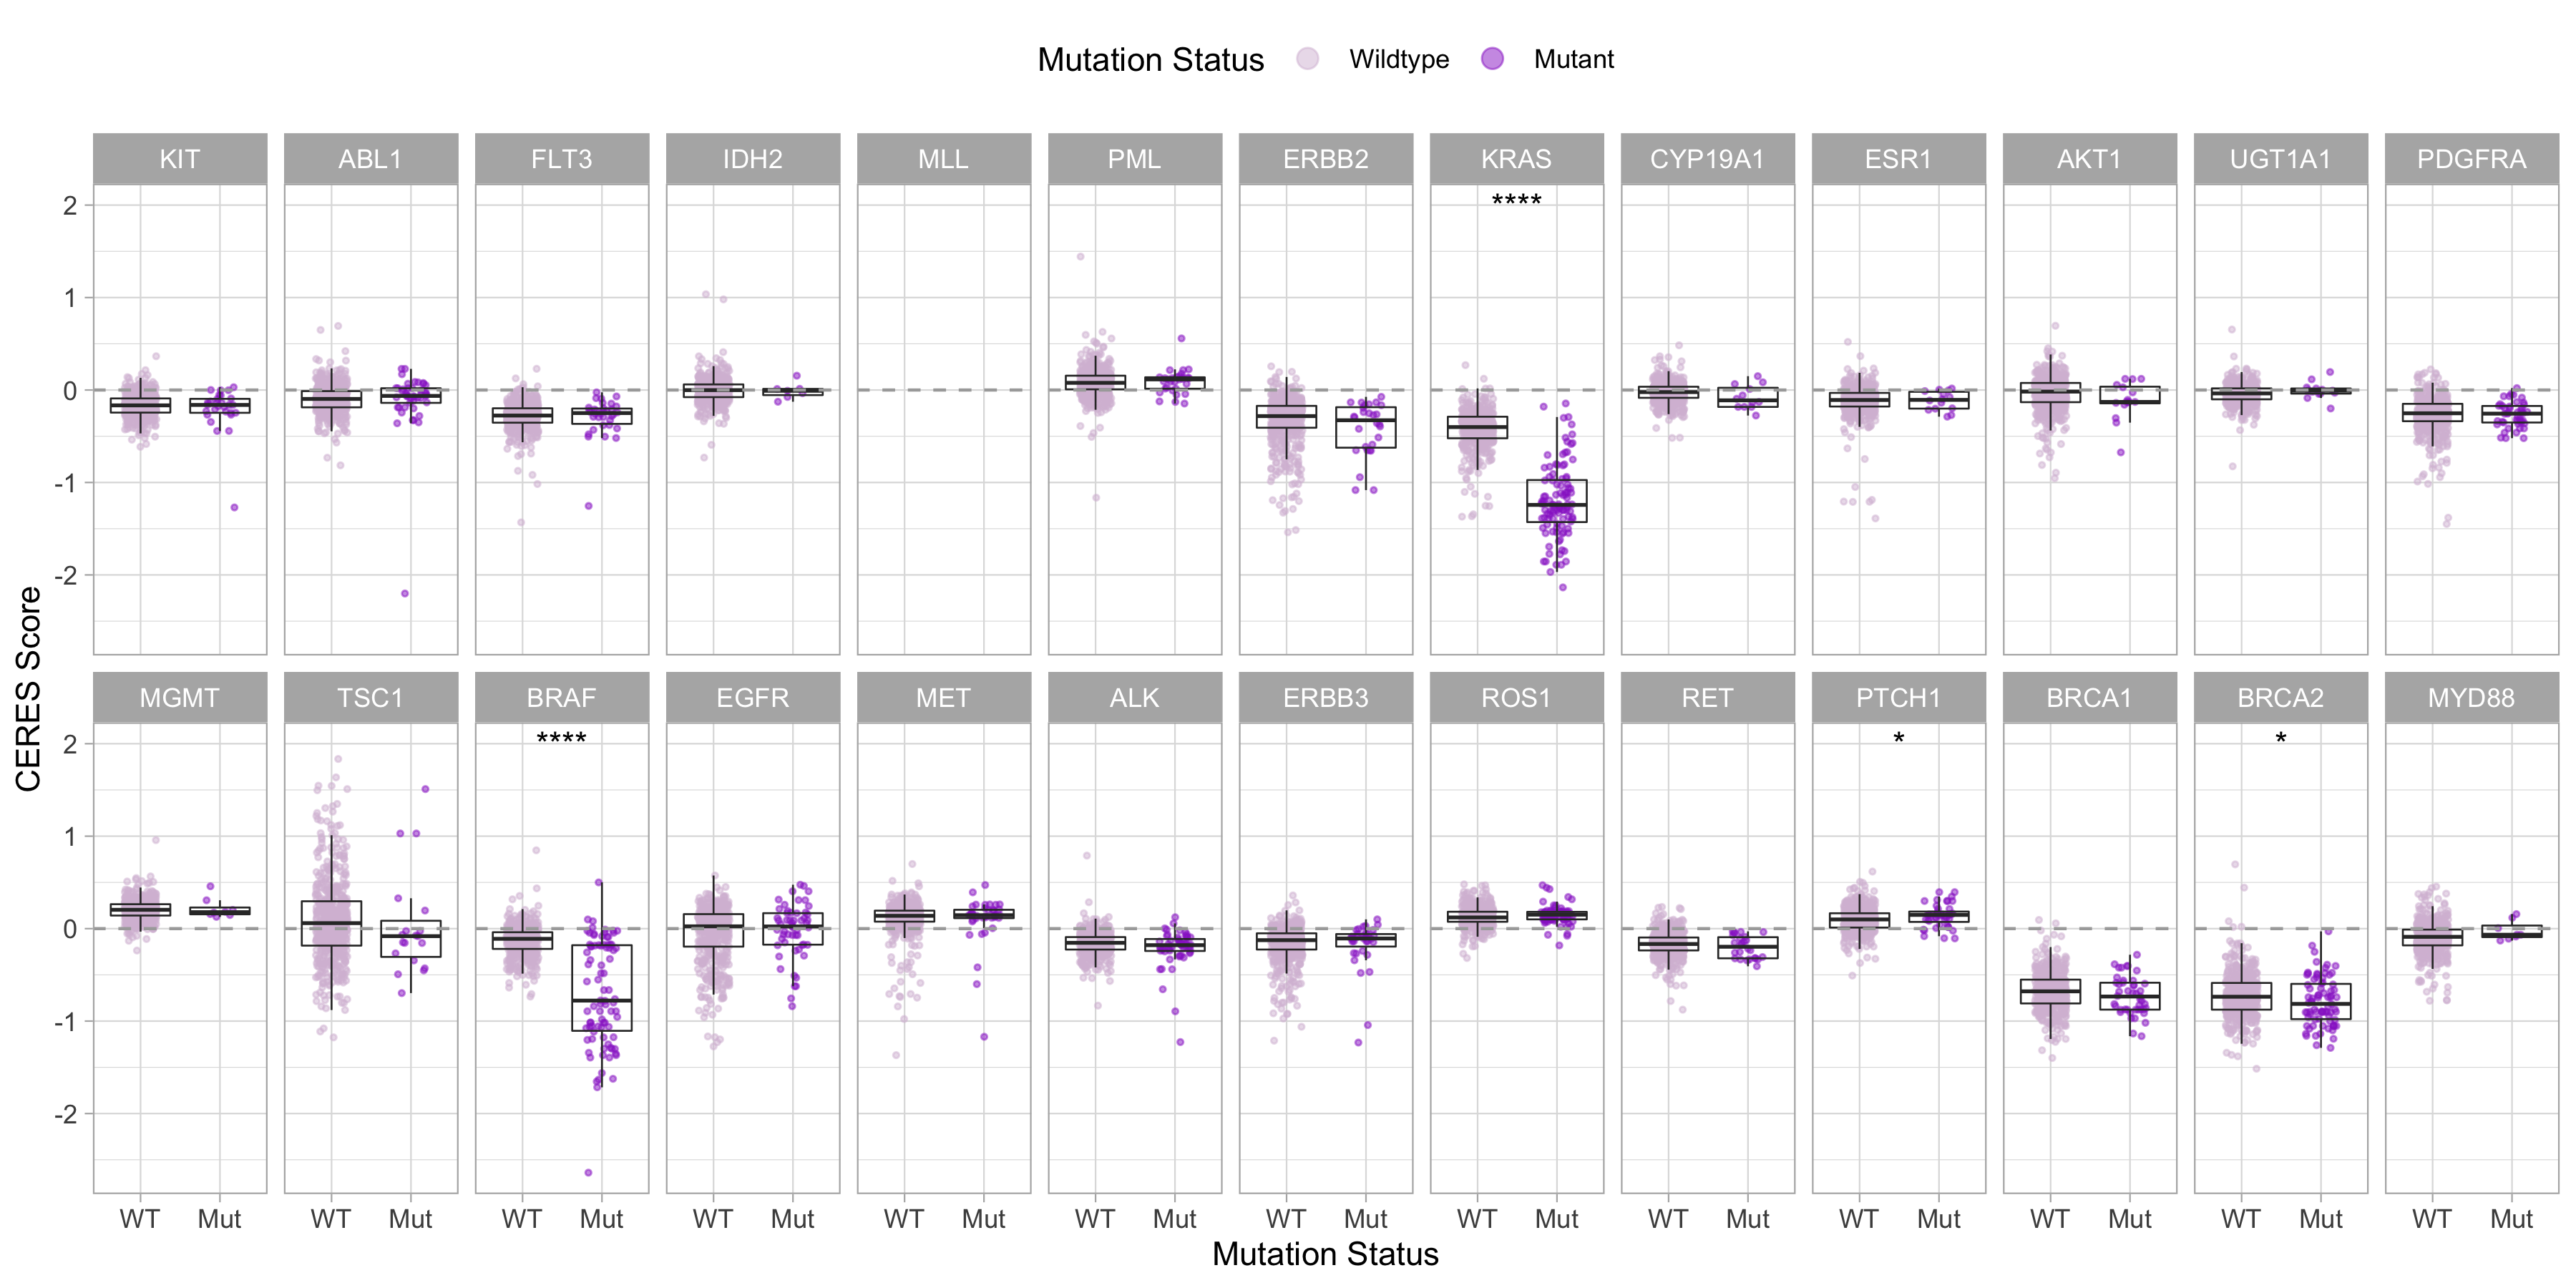 Mutation Status Wildtype Mutant
KIT ABL1 FLT3 IDH2 MLL PML ERBB2 KRAS CYP19A1 ESR1 AKT1 UGT1A1 PDGFRA
2 ****
1
0
-1
-2
CERES Score
MGMT TSC1 BRAF EGFR MET ALK ERBB3 ROS1 RET PTCH1 BRCA1 BRCA2 MYD88
2 **** * *
1
0
-1
-2
WT Mut WT Mut WT Mut WT Mut WT Mut WT Mut WT Mut WT Mut WT Mut WT Mut WT Mut WT Mut WT Mut
Mutation Status